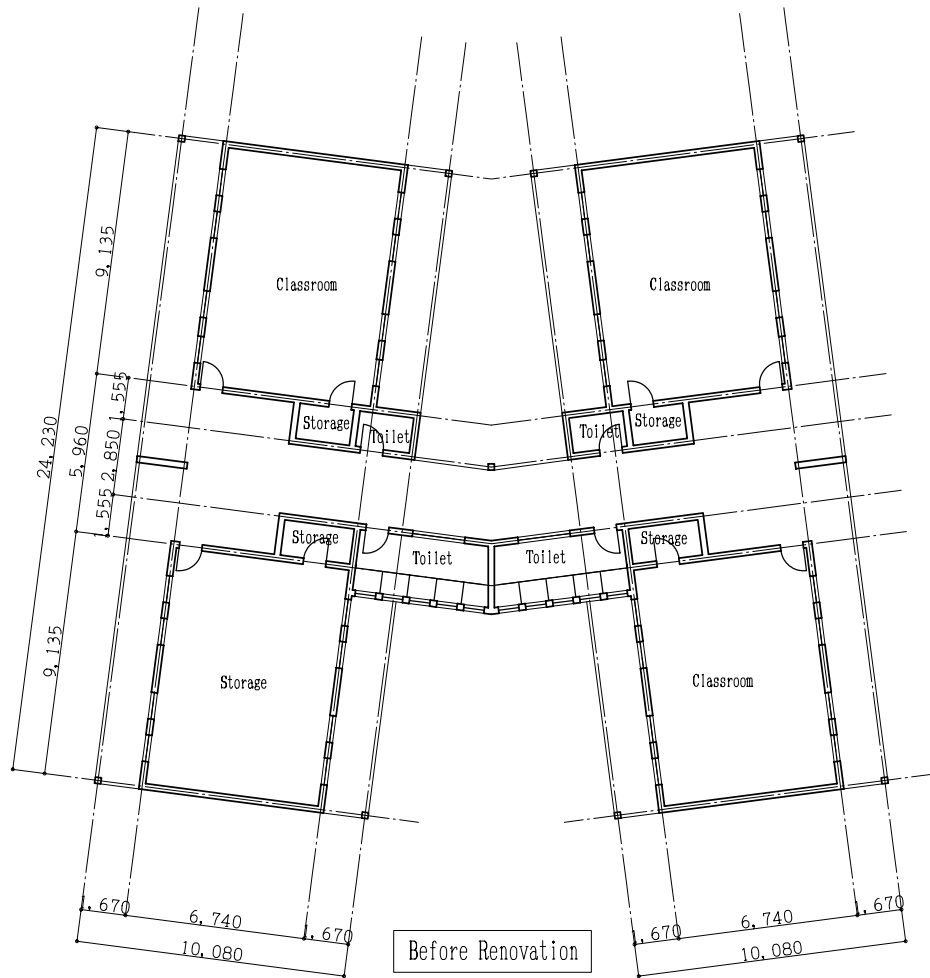 9,135
Classroom
Classroom
1,555
24,230
5,960
2,850
Storage
Toilet
Toilet
Storage
1,555
Storage
Toilet
Toilet
Storage
9,135
Storage
Classroom
1,670
6,740
1,670
10,080
1,670
6,740
1,670
10,080
Before Renovation